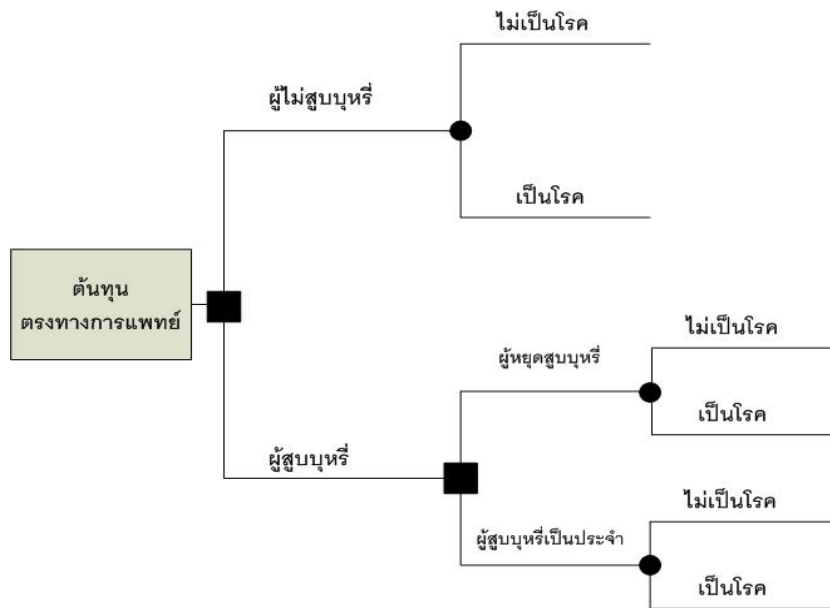 ไม่เป็นโรค
ผู้ไม่สูบบุหรี่
เป็นโรค
ต้นทุน
ตรงทางการแพทย์
ไม่เป็นโรค
ผู้หยุดสูบบุหรี่
เป็นโรค
ผู้สูบบุหรี่
ไม่เป็นโรค
ผู้สูบบุหรี่เป็นประจำ
เป็นโรค